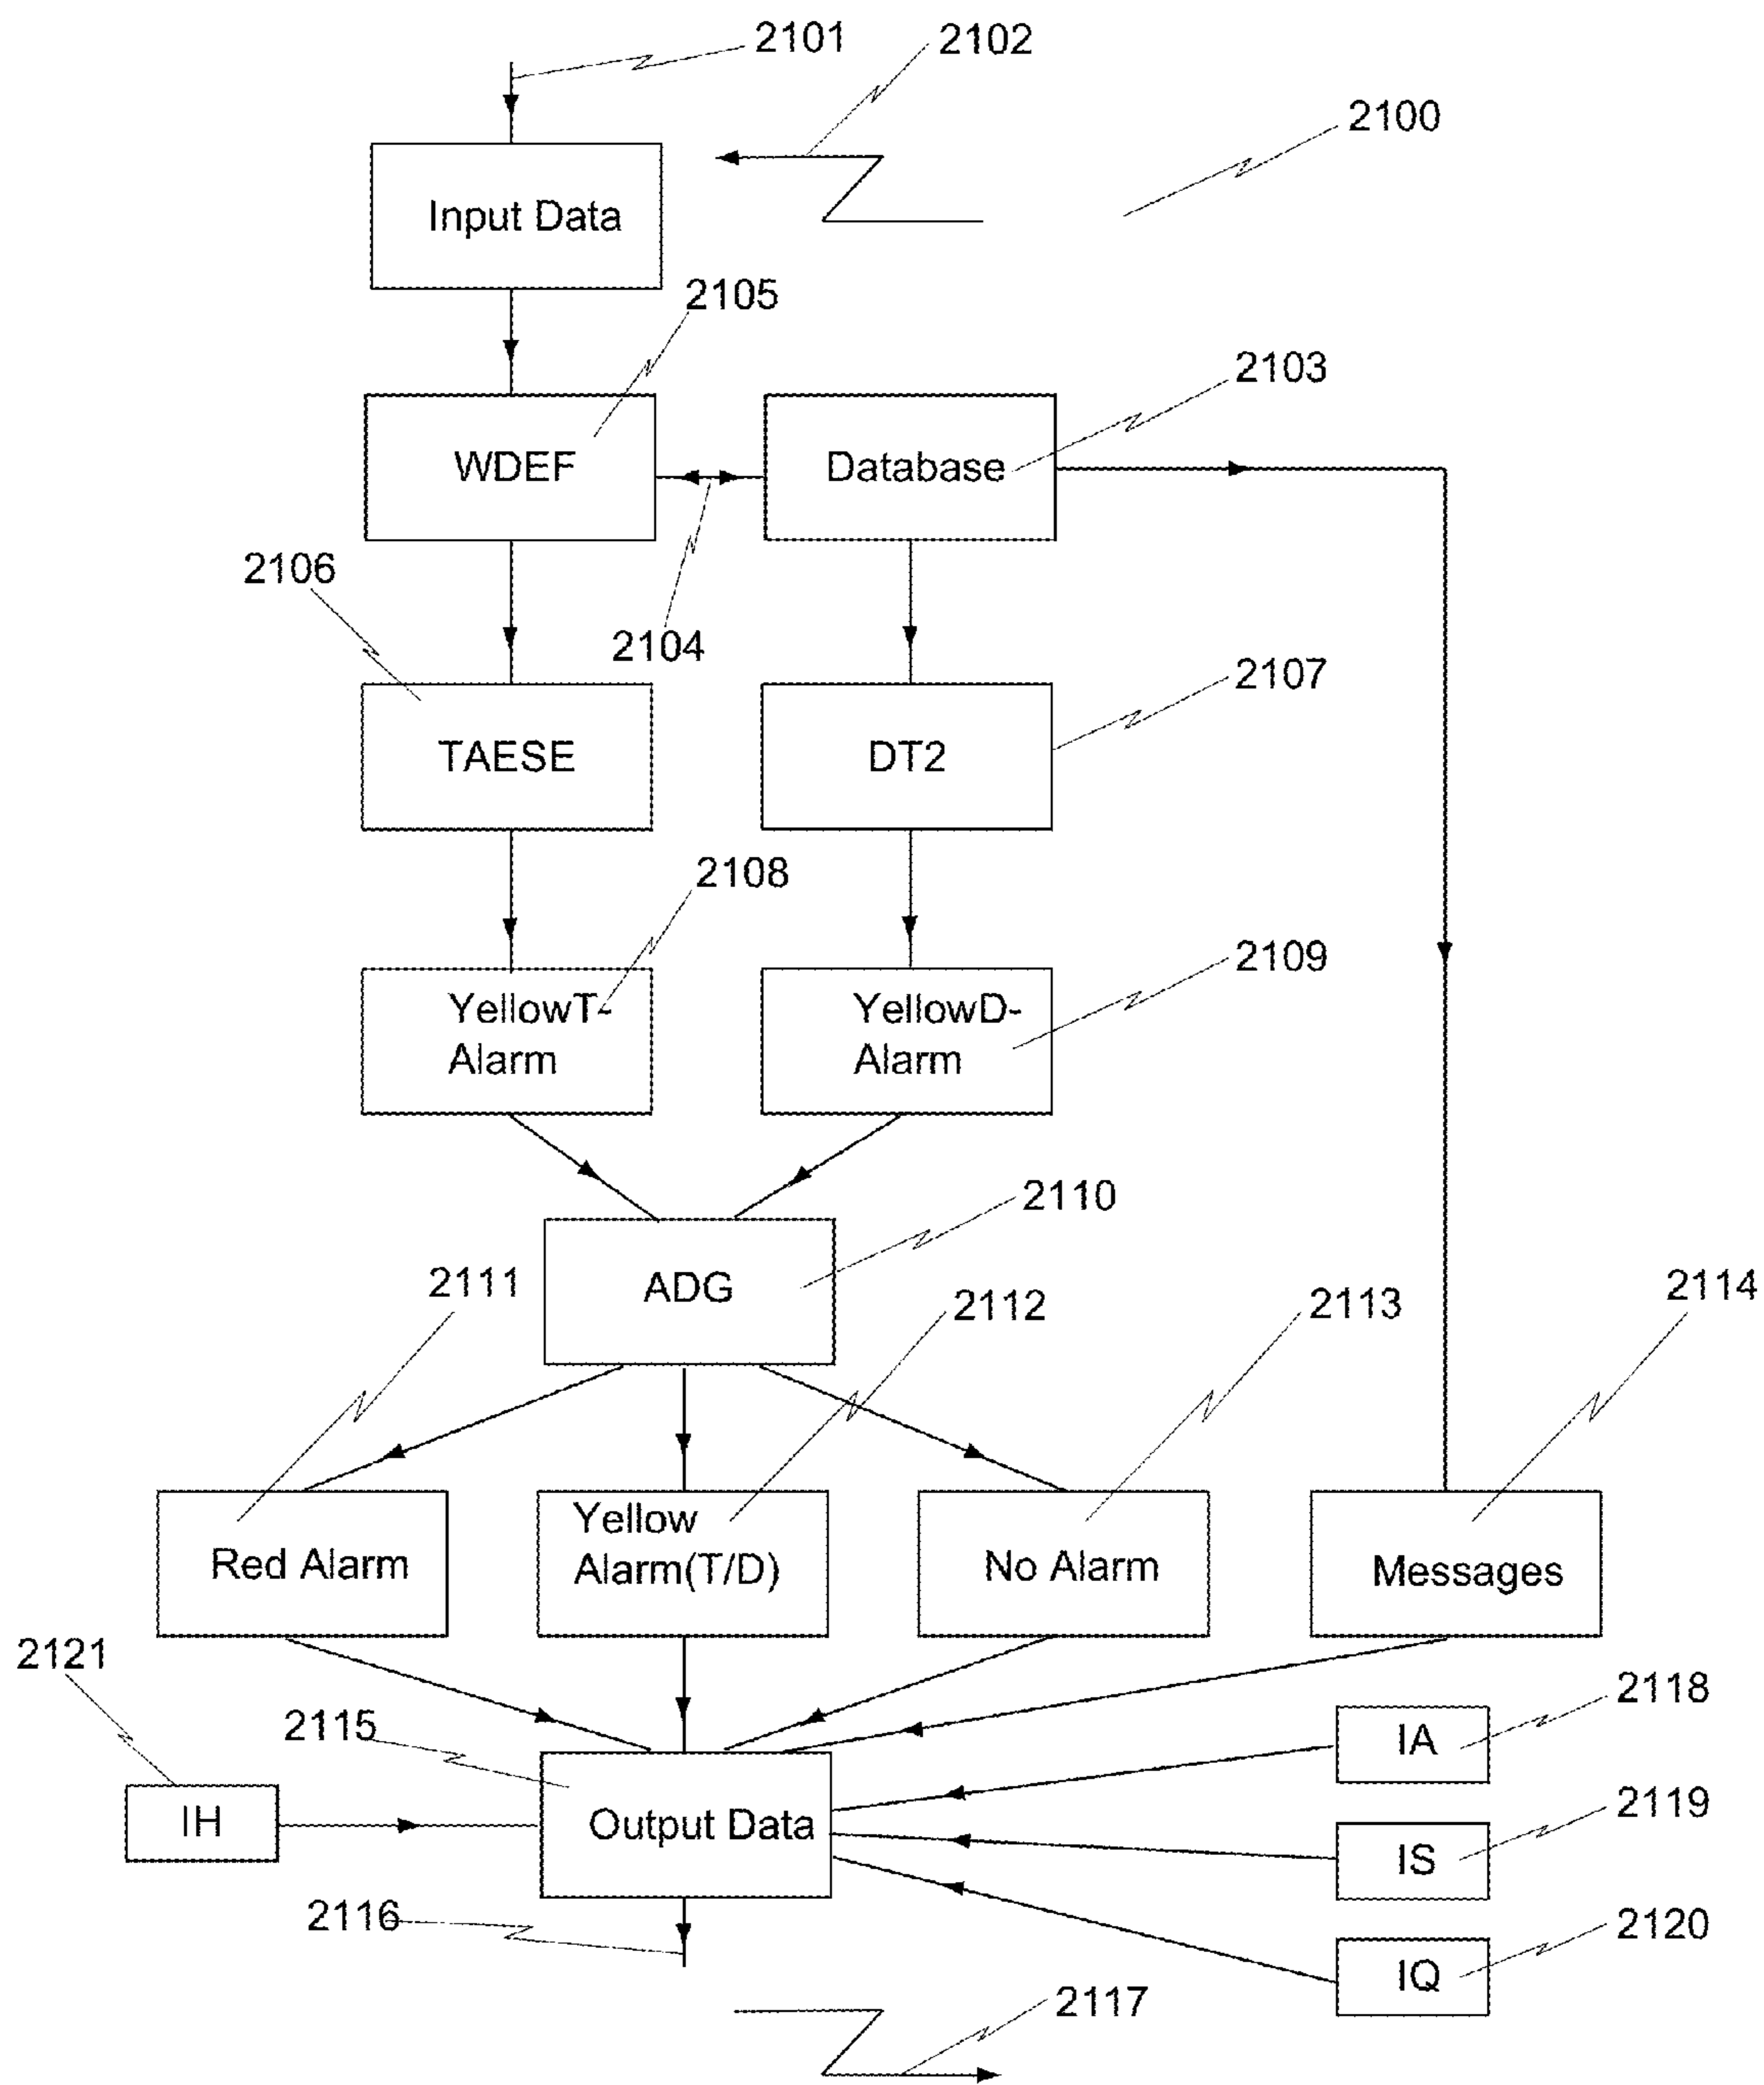 2101
2102
2100
Input Data
2105
2103
WDEF
Database
2106
2104
2107
TAESE
DT2
2108
2109
YellowT-
Alarm
YellowD-
Alarm
2110
ADG
2111
2112
2113
2114
Red Alarm
Yellow
Alarm(T/D)
No Alarm
Messages
2121
2118
2115
IA
IH
Output Data
2119
IS
2116
2120
IQ
2117